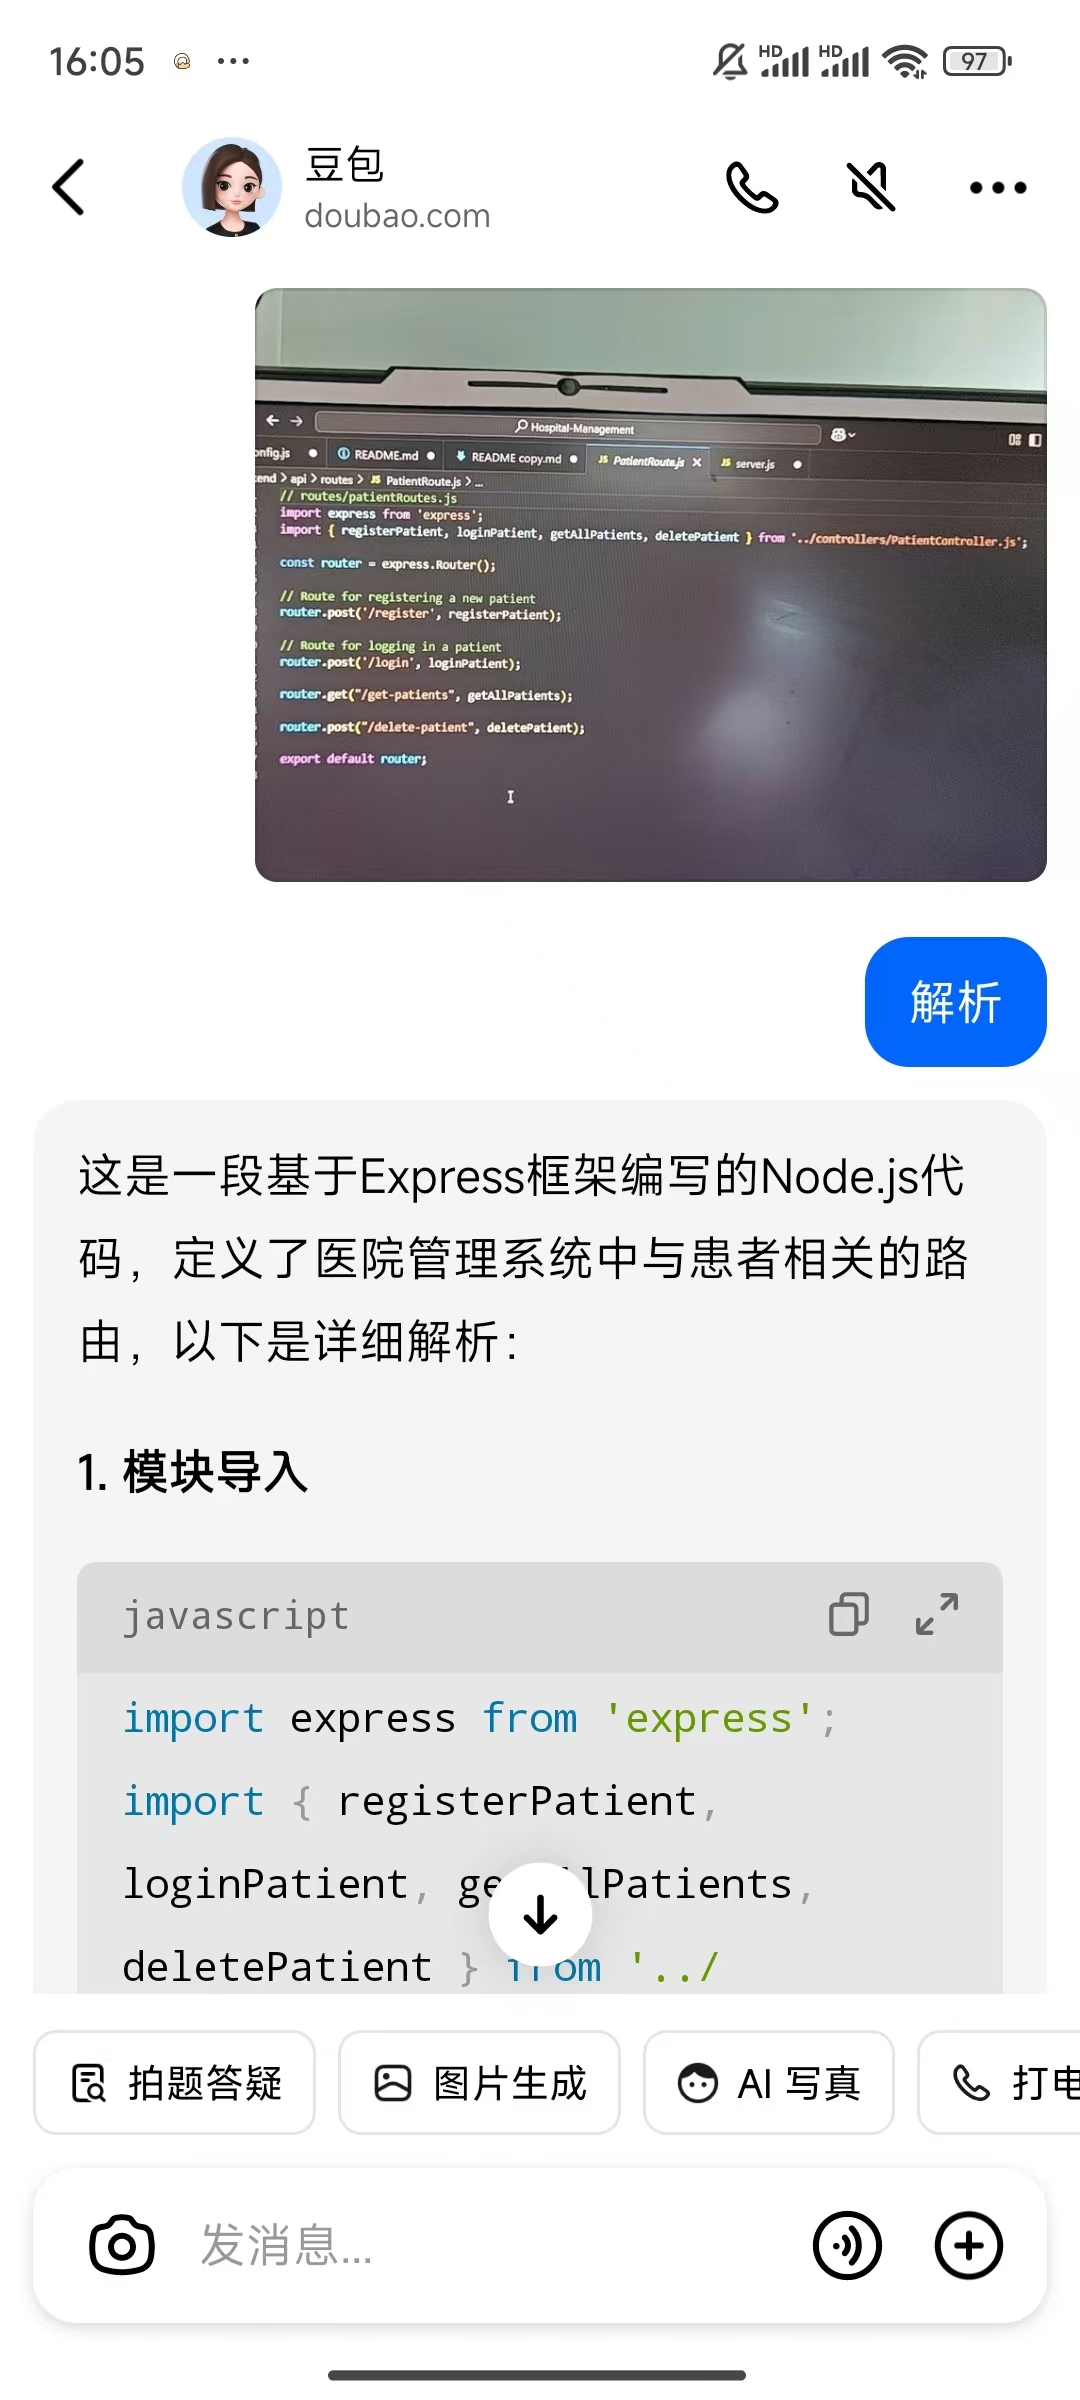 16:05
HD HD 97
豆包
doubao.com
Hospital-Management
onfig.js README.md README copy.md JS PatientRoute.js JS server.js
end > api > routes > JS PatientRoute.js > ...
// routes/patientRoutes.js
import express from 'express';
import { registerPatient, loginPatient, getAllPatients, deletePatient } from '../controllers/PatientController.js';
const router = express.Router();
// Route for registering a new patient
router.post('/register', registerPatient);
// Route for logging in a patient
router.post('/login', loginPatient);
router.get("/get-patients", getAllPatients);
router.post("/delete-patient", deletePatient);
export default router;
解析
这是一段基于Express框架编写的Node.js代
码，定义了医院管理系统中与患者相关的路
由，以下是详细解析：
1. 模块导入
javascript
import express from 'express';
import { registerPatient,
loginPatient, ge llPatients,
deletePatient } from '../
拍题答疑 图片生成 AI 写真 打电
发消息...